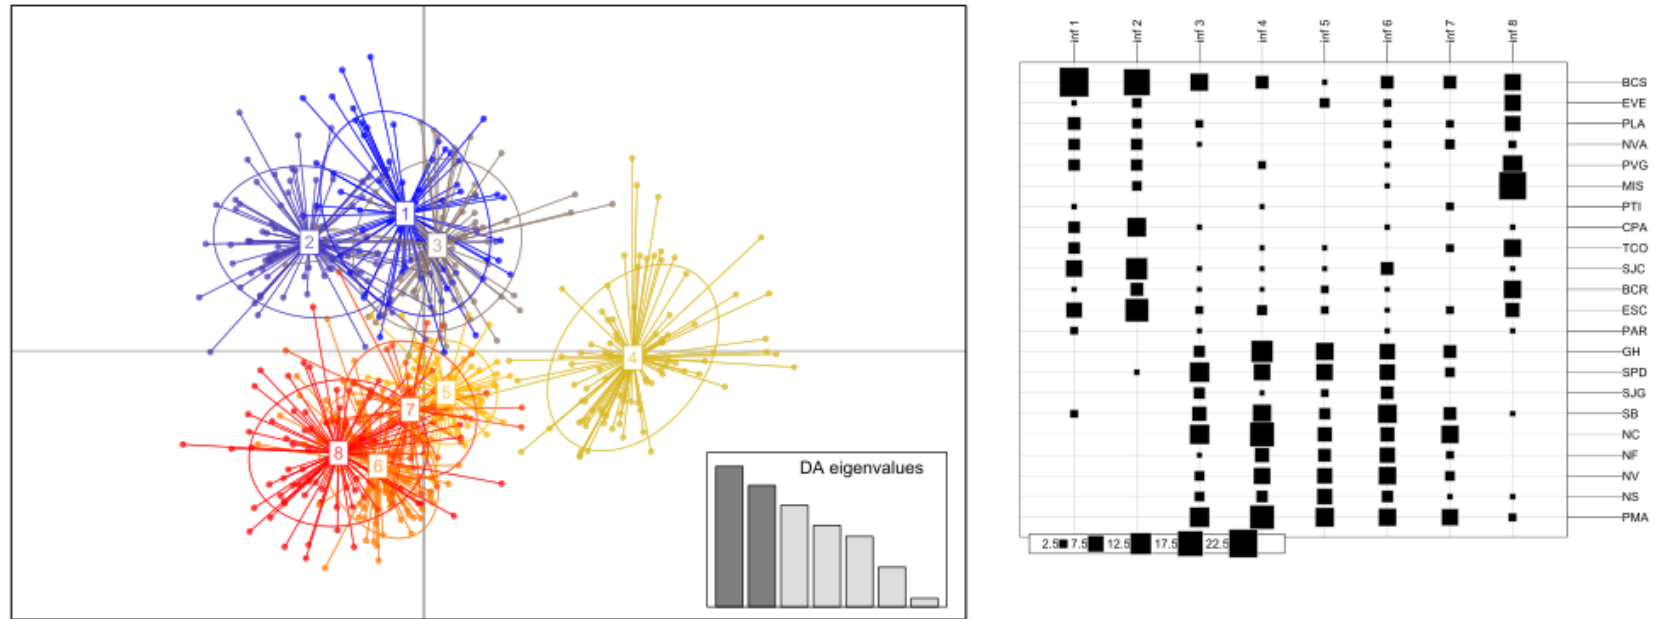 1
2
3
4
5
7
8
6
DA eigenvalues
inf 1 inf 2 inf 3 inf 4 inf 5 inf 6 inf 7 inf 8
BCS
EVE
PLA
NVA
PVG
MIS
PTI
CPA
TCO
SJC
BCR
ESC
PAR
GH
SPD
SJG
SB
NC
NF
NV
NS
PMA
2.5 7.5 12.5 17.5 22.5